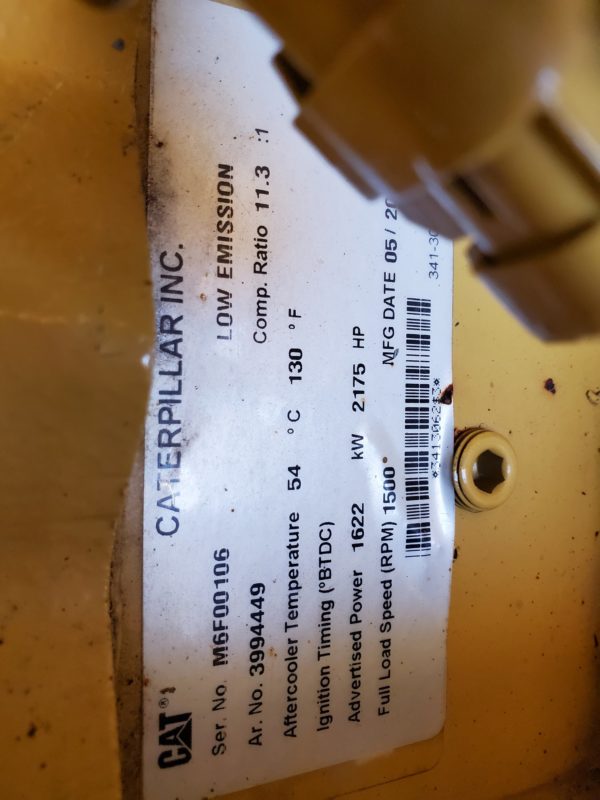 CAT® CATERPILLAR INC.
Ser. No. M6F00106 LOW EMISSION
Ar. No. 3994449 Comp. Ratio 11.3 :1
Aftercooler Temperature 54 °C 130 °F
Ignition Timing (°BTDC)
Advertised Power 1622 kW 2175 HP
Full Load Speed (RPM) 1500 MFG DATE 05 /